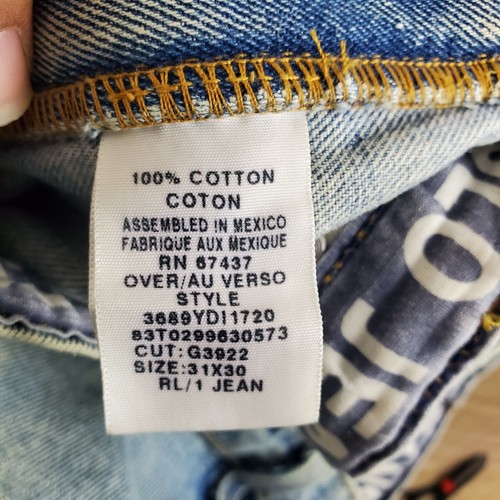 100% COTTON
COTON
ASSEMBLED IN MEXICO
FABRIQUE AUX MEXIQUE
RN 67437
OVER/AU VERSO
STYLE
3689YDI1720
83T0299630573
CUT:G3922
SIZE:31X30
RL/1 JEAN